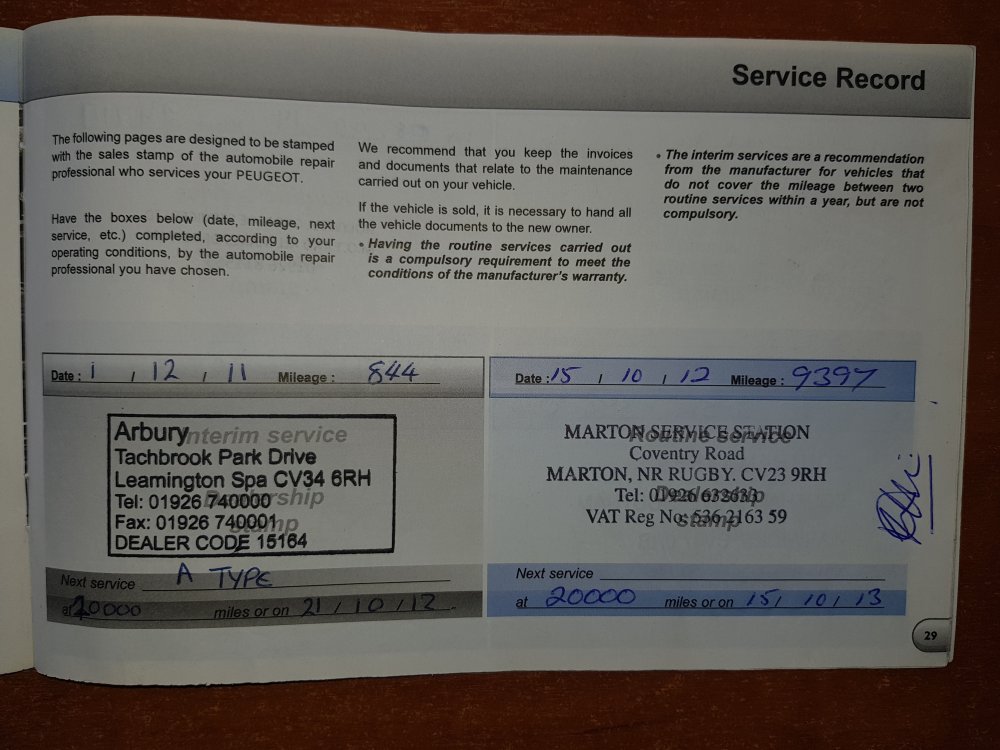 Service Record
The following pages are designed to be stamped
with the sales stamp of the automobile repair
professional who services your PEUGEOT.
Have the boxes below (date, mileage, next
service, etc.) completed, according to your
operating conditions, by the automobile repair
professional you have chosen.
We recommend that you keep the invoices
and documents that relate to the maintenance
carried out on your vehicle.
If the vehicle is sold, it is necessary to hand all
the vehicle documents to the new owner.
• Having the routine services carried out
is a compulsory requirement to meet the
conditions of the manufacturer's warranty.
• The interim services are a recommendation
from the manufacturer for vehicles that
do not cover the mileage between two
routine services within a year, but are not
compulsory.
Date : 1 / 12 / 11 Mileage : 844
Interim service
Dealership
stamp
Arbury
Tachbrook Park Drive
Leamington Spa CV34 6RH
Tel: 01926 740000
Fax: 01926 740001
DEALER CODE 15164
Next service A TYPE
at 20000 miles or on 21 / 10 / 12
Date : 15 / 10 / 12 Mileage : 9397
Routine service
Dealership
stamp
MARTON SERVICE STATION
Coventry Road
MARTON, NR RUGBY. CV23 9RH
Tel: 01926 632633
VAT Reg No: 536 2163 59
Next service
at 20000 miles or on 15 / 10 / 13
29